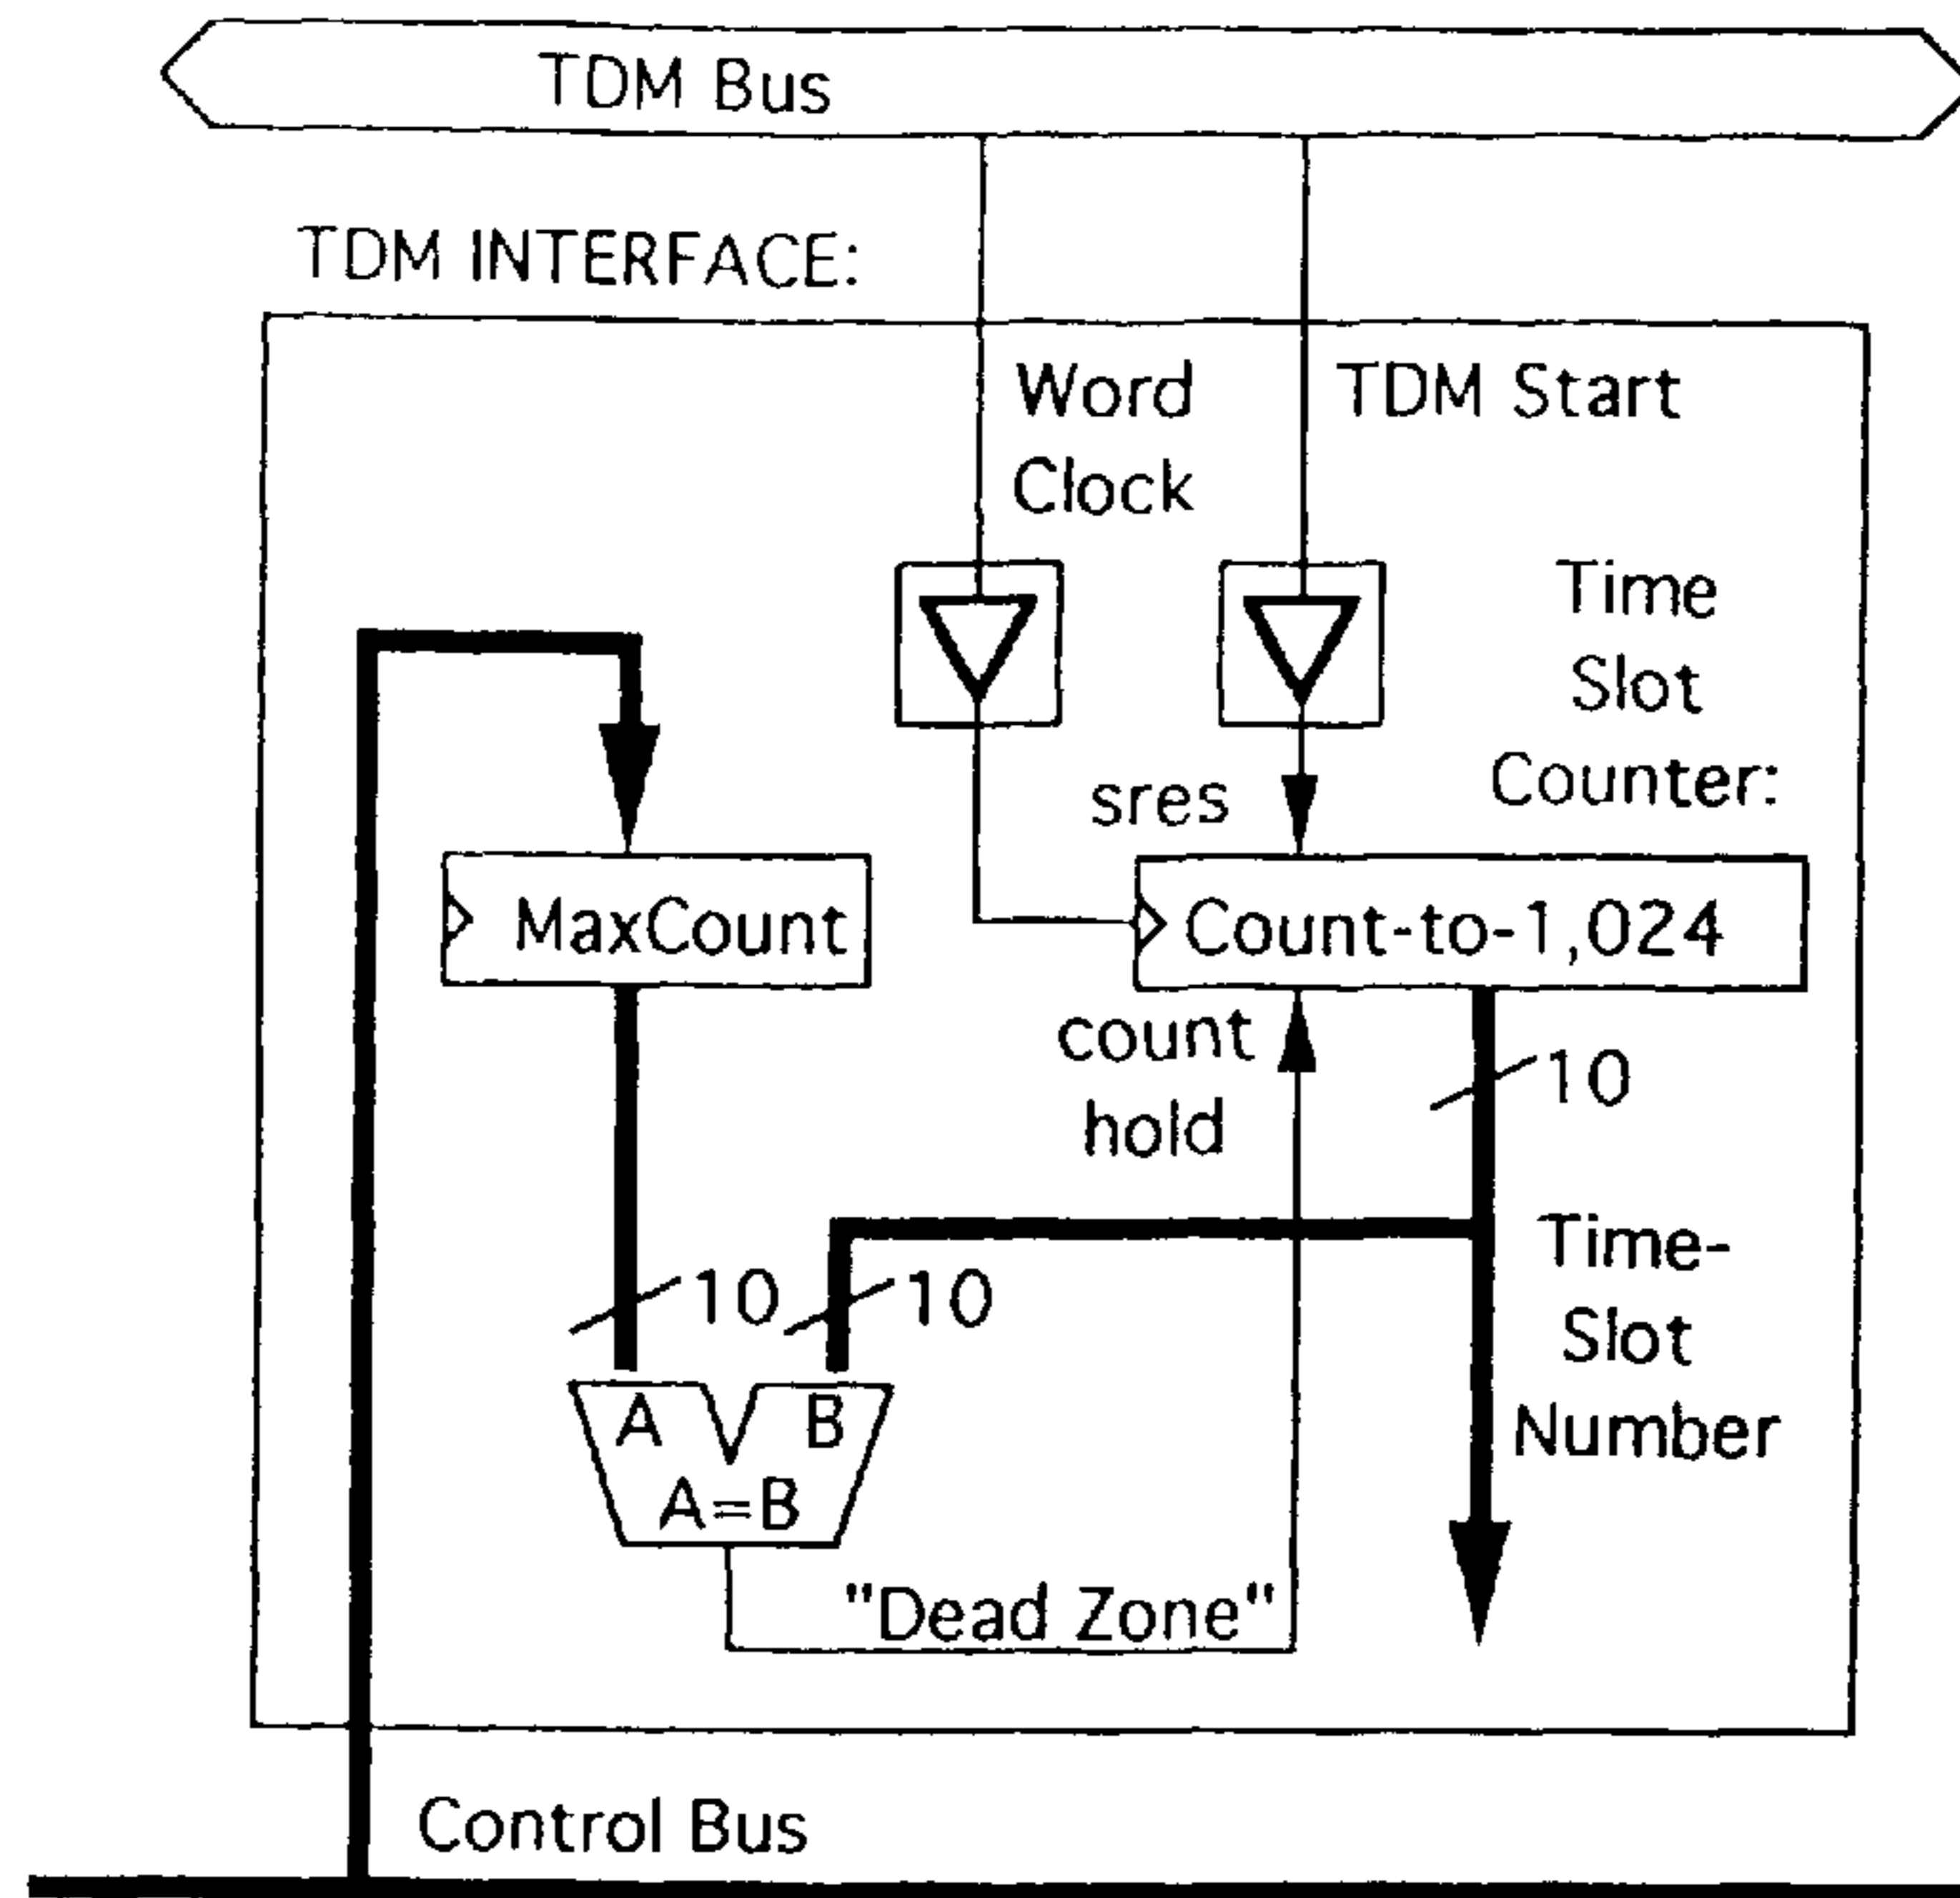 TDM Bus
TDM INTERFACE:
Word
Clock
TDM Start
Time
Slot
Counter:
sres
MaxCount
Count-to-1,024
count
hold
10
10
10
Time-
Slot
Number
A
B
A=B
"Dead Zone"
Control Bus